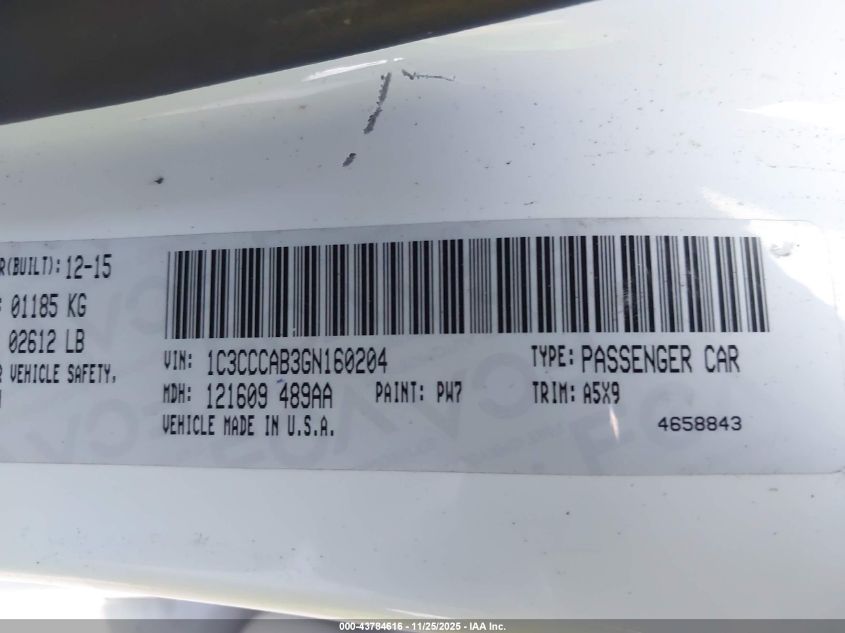 R(BUILT): 12-15
: 01185 KG
02612 LB
R VEHICLE SAFETY,
VIN: 1C3CCCAB3GN160204
TYPE: PASSENGER CAR
MDH: 121609 489AA
PAINT: PW7
TRIM: A5X9
VEHICLE MADE IN U.S.A.
4658843
000-43784616 - 11/25/2025 - IAA Inc.